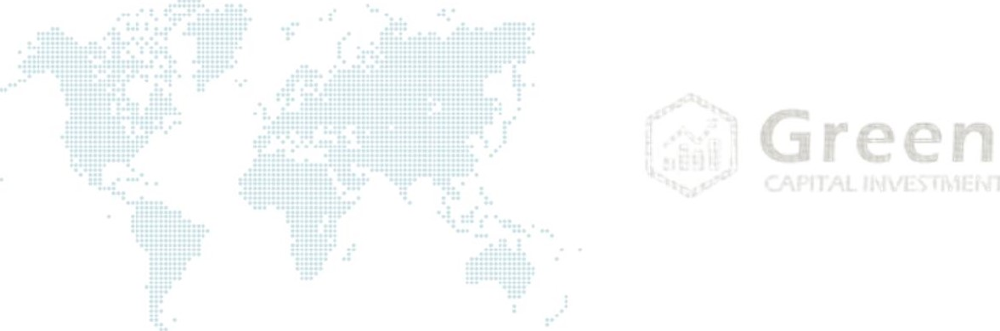 Green
CAPITAL INVESTMENT